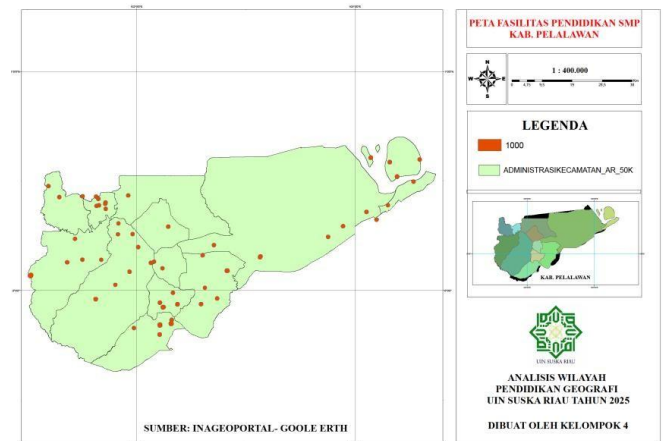 PETA FASILITAS PENDIDIKAN SMP
KAB. PELALAWAN
N
W E
S
1 : 400.000
LEGENDA
1000
ADMINISTRASIKECAMATAN_AR_50K
KAB. PELALAWAN
UIN SUSKA RIAU
ANALISIS WILAYAH
PENDIDIKAN GEOGRAFI
UIN SUSKA RIAU TAHUN 2025
DIBUAT OLEH KELOMPOK 4
SUMBER: INAGEOPORTAL- GOOLE ERTH